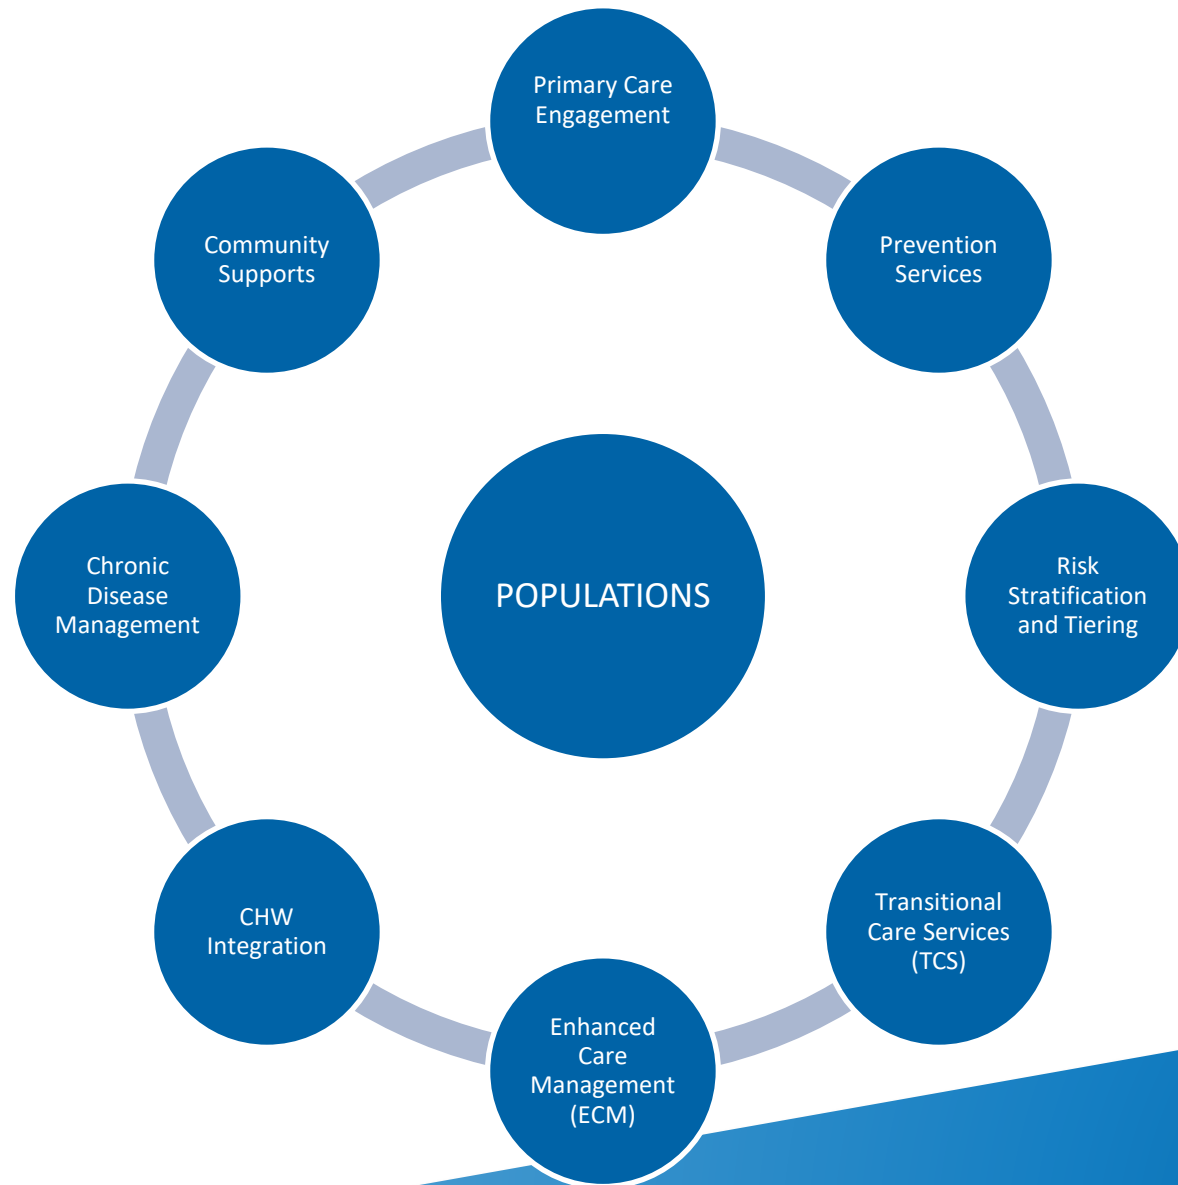 Primary Care
Engagement
Prevention
Services
Risk
Stratification
and Tiering
Transitional
Care Services
(TCS)
Enhanced
Care
Management
(ECM)
CHW
Integration
Chronic
Disease
Management
Community
Supports
POPULATIONS